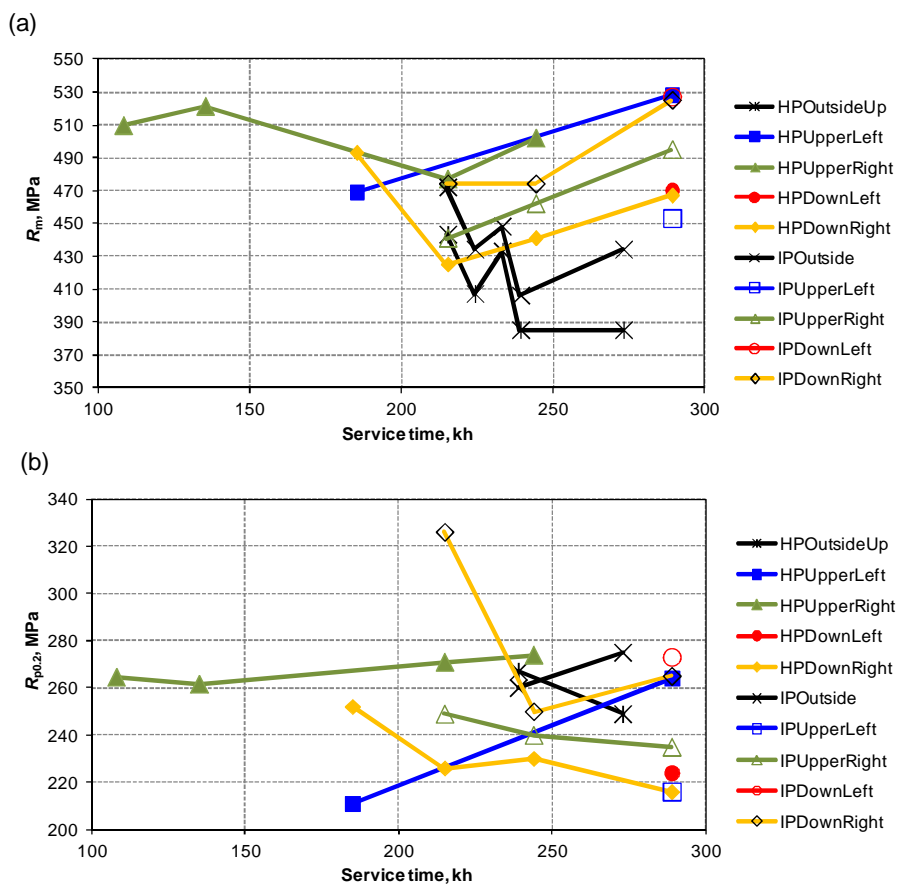 (a)
550
530
510
490
470
450
430
410
390
370
350
Rm, MPa
100 150 200 250 300
Service time, kh
HPOutsideUp
HPUpperLeft
HPUpperRight
HPDownLeft
HPDownRight
IPOutside
IPUpperLeft
IPUpperRight
IPDownLeft
IPDownRight
(b)
340
320
300
280
260
240
220
200
Rp0.2, MPa
100 150 200 250 300
Service time, kh
HPOutsideUp
HPUpperLeft
HPUpperRight
HPDownLeft
HPDownRight
IPOutside
IPUpperLeft
IPUpperRight
IPDownLeft
IPDownRight